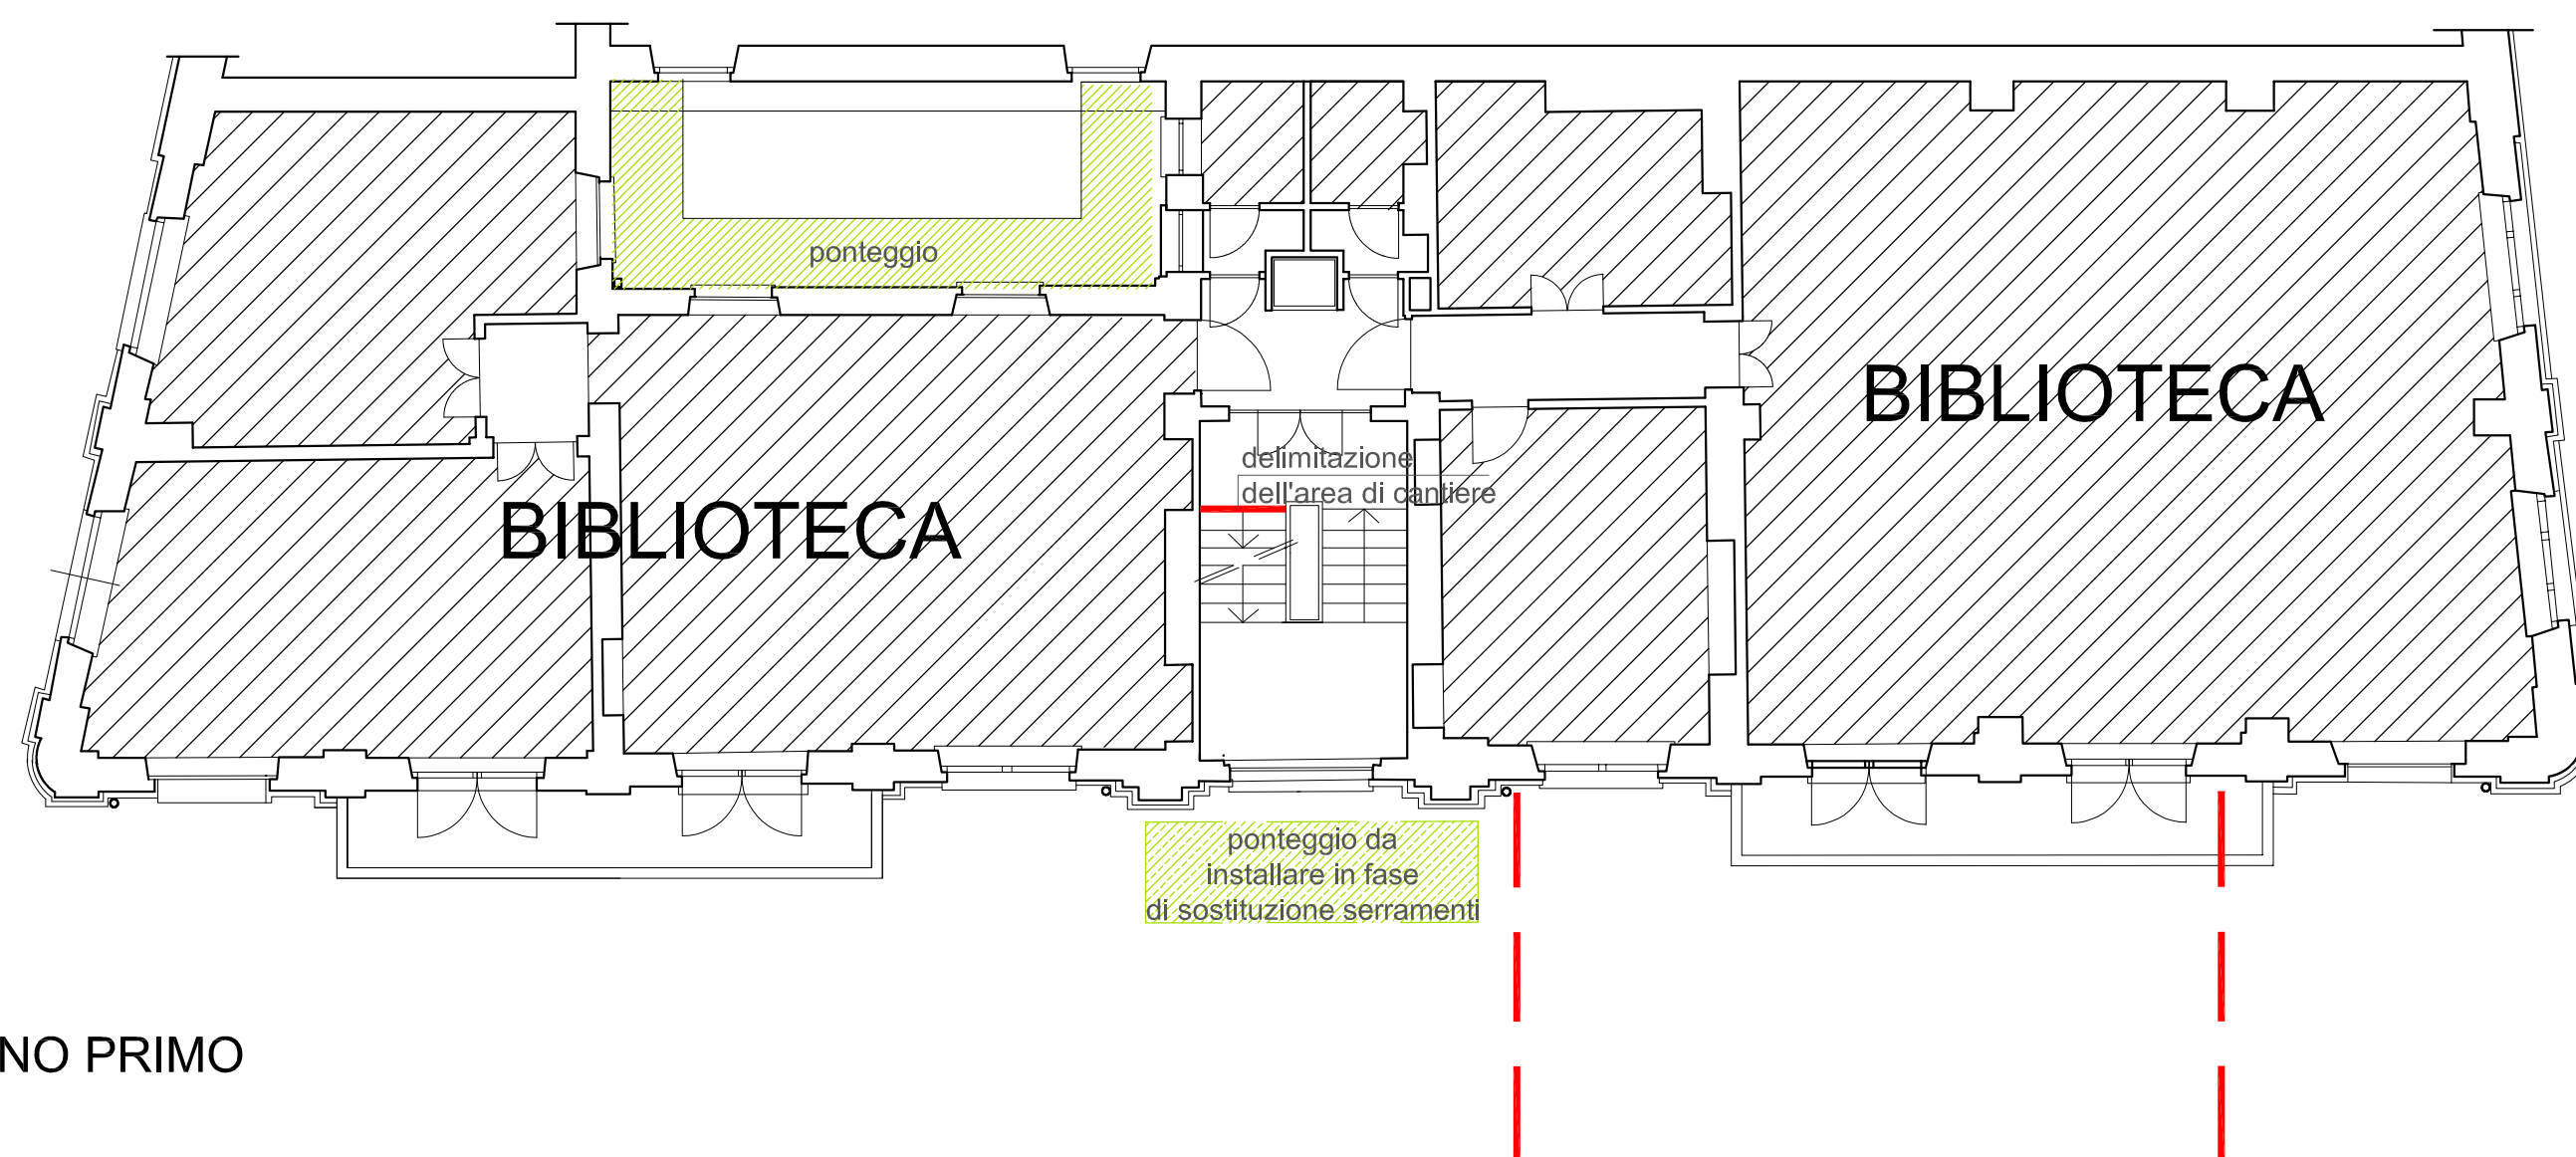 ponteggio
BIBLIOTECA
delimitazione
dell'area di cantiere
BIBLIOTECA
ponteggio da
installare in fase
di sostituzione serramenti
NO PRIMO